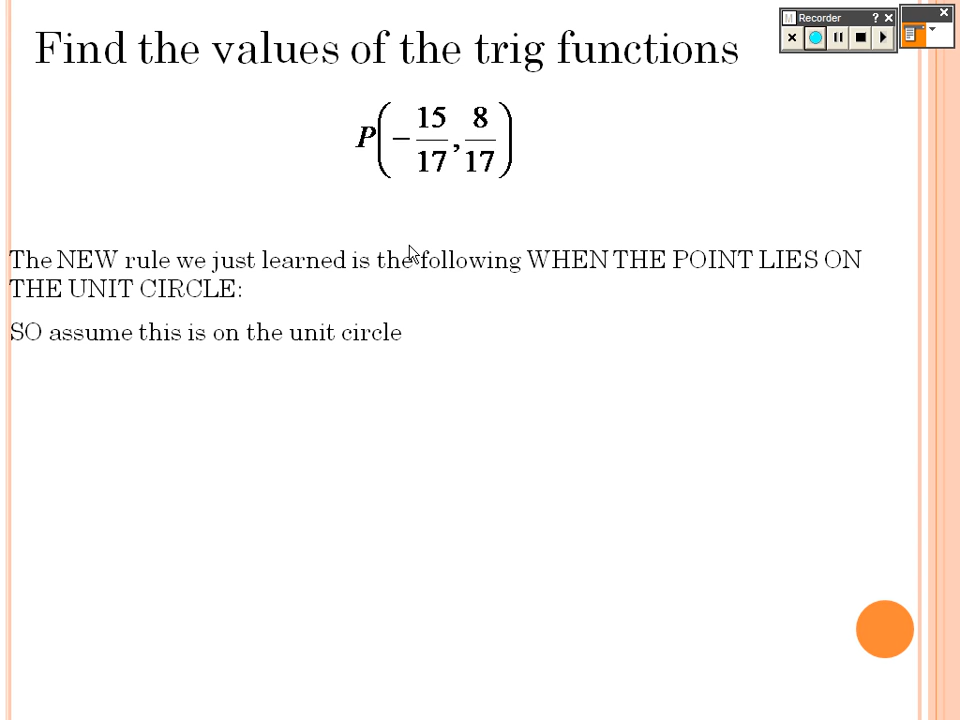 Find the values of the trig functions
P(-15/17, 8/17)
The NEW rule we just learned is the following WHEN THE POINT LIES ON
THE UNIT CIRCLE:
SO assume this is on the unit circle
M Recorder ? ×